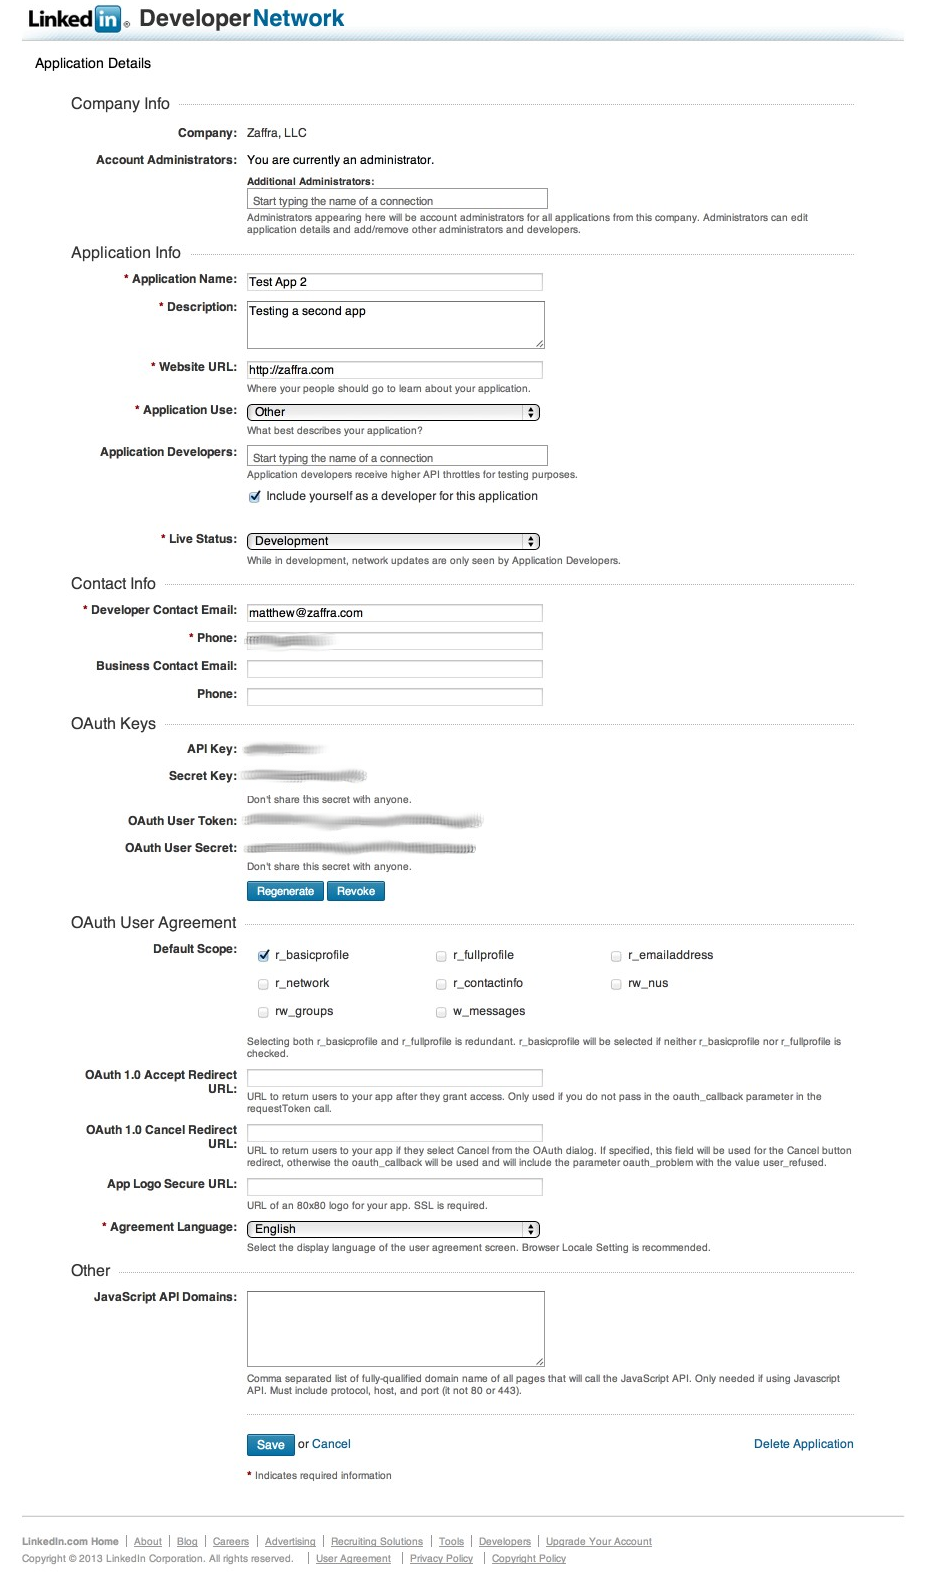 Linked in ® DeveloperNetwork
Application Details
Company Info
Company: Zaffra, LLC
Account Administrators: You are currently an administrator.
Additional Administrators:
Start typing the name of a connection
Administrators appearing here will be account administrators for all applications from this company. Administrators can edit
application details and add/remove other administrators and developers.
Application Info
* Application Name: Test App 2
* Description: Testing a second app
* Website URL: http://zaffra.com
Where your people should go to learn about your application.
* Application Use: Other
What best describes your application?
Application Developers: Start typing the name of a connection
Application developers receive higher API throttles for testing purposes.
Include yourself as a developer for this application
* Live Status: Development
While in development, network updates are only seen by Application Developers.
Contact Info
* Developer Contact Email: matthew@zaffra.com
* Phone:
Business Contact Email:
Phone:
OAuth Keys
API Key:
Secret Key:
Don't share this secret with anyone.
OAuth User Token:
OAuth User Secret:
Don't share this secret with anyone.
Regenerate Revoke
OAuth User Agreement
Default Scope: r_basicprofile r_fullprofile r_emailaddress
r_network r_contactinfo rw_nus
rw_groups w_messages
Selecting both r_basicprofile and r_fullprofile is redundant. r_basicprofile will be selected if neither r_basicprofile nor r_fullprofile is
checked.
OAuth 1.0 Accept Redirect
URL:
URL to return users to your app after they grant access. Only used if you do not pass in the oauth_callback parameter in the
requestToken call.
OAuth 1.0 Cancel Redirect
URL:
URL to return users to your app if they select Cancel from the OAuth dialog. If specified, this field will be used for the Cancel button
redirect, otherwise the oauth_callback will be used and will include the parameter oauth_problem with the value user_refused.
App Logo Secure URL:
URL of an 80x80 logo for your app. SSL is required.
* Agreement Language: English
Select the display language of the user agreement screen. Browser Locale Setting is recommended.
Other
JavaScript API Domains:
Comma separated list of fully-qualified domain name of all pages that will call the JavaScript API. Only needed if using Javascript
API. Must include protocol, host, and port (it not 80 or 443).
Save or Cancel Delete Application
* Indicates required information
LinkedIn.com Home | About | Blog | Careers | Advertising | Recruiting Solutions | Tools | Developers | Upgrade Your Account
Copyright © 2013 LinkedIn Corporation. All rights reserved. | User Agreement | Privacy Policy | Copyright Policy